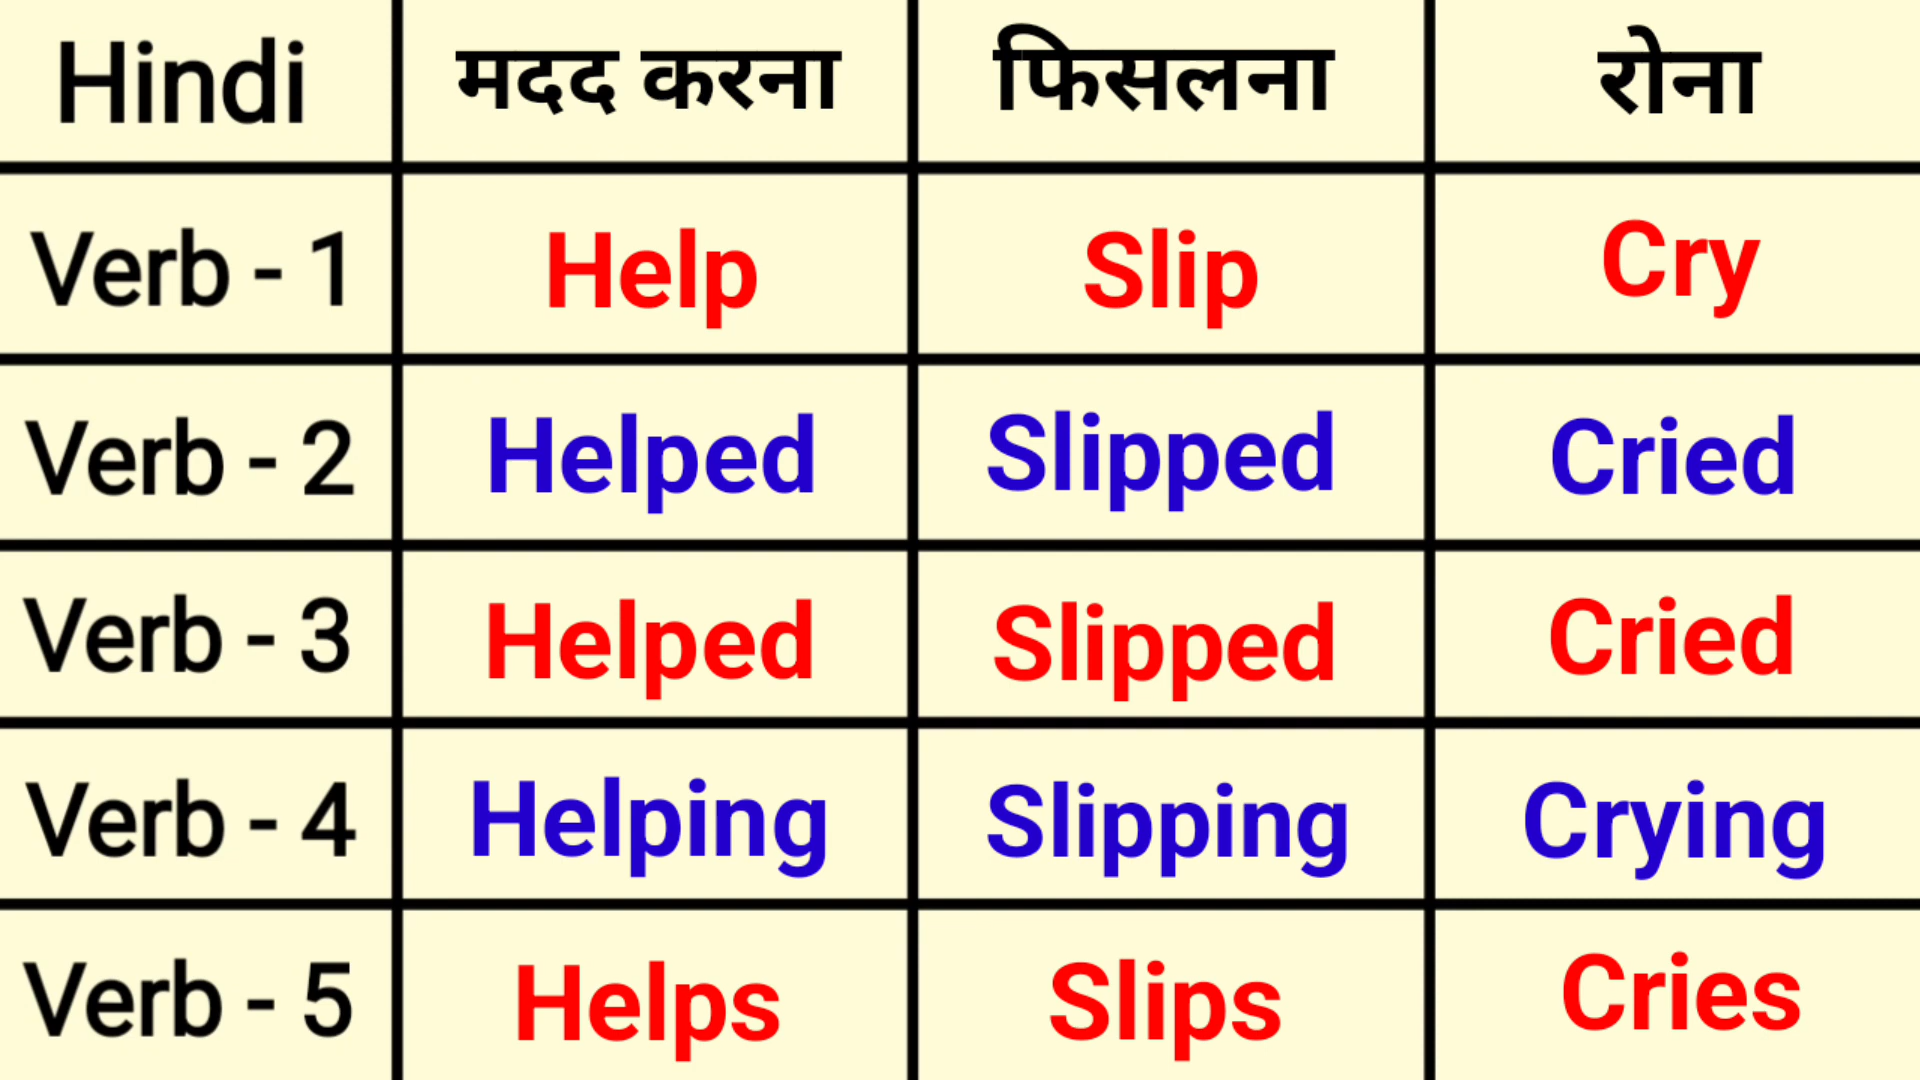 Hindi मदद करना फिसलना रोना
Verb - 1 Help Slip Cry
Verb - 2 Helped Slipped Cried
Verb - 3 Helped Slipped Cried
Verb - 4 Helping Slipping Crying
Verb - 5 Helps Slips Cries